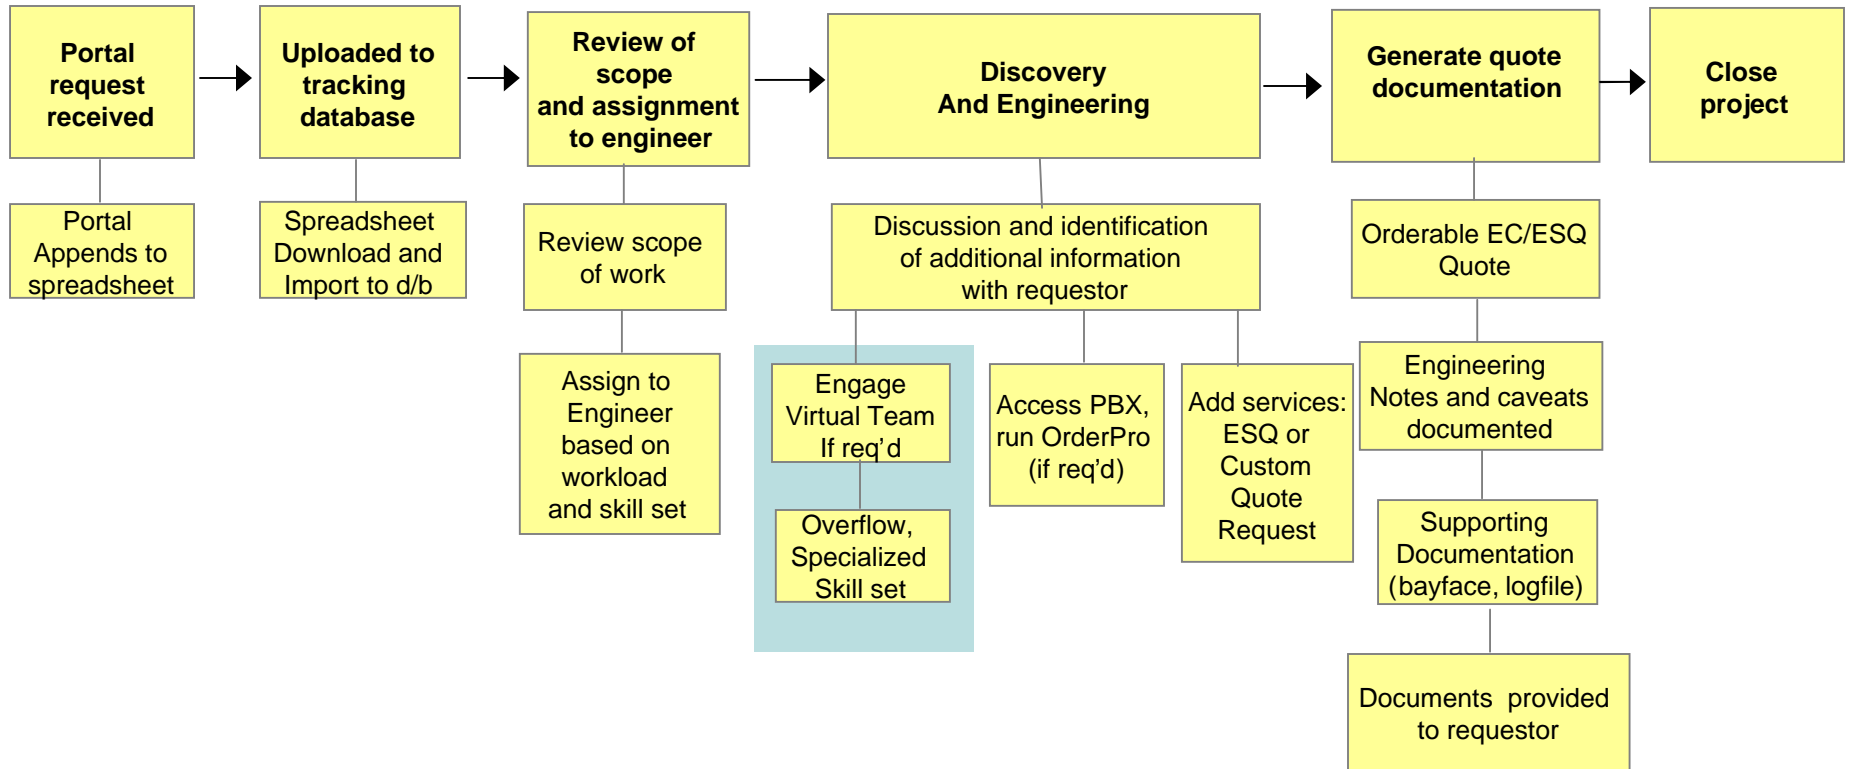 Portal
request
received
Uploaded to
tracking
database
Review of
scope
and assignment
to engineer
Discovery
And Engineering
Generate quote
documentation
Close
project
Portal
Appends to
spreadsheet
Spreadsheet
Download and
Import to d/b
Review scope
of work
Assign to
Engineer
based on
workload
and skill set
Discussion and identification
of additional information
with requestor
Engage
Virtual Team
If req’d
Overflow,
Specialized
Skill set
Access PBX,
run OrderPro
(if req’d)
Add services:
ESQ or
Custom
Quote
Request
Orderable EC/ESQ
Quote
Engineering
Notes and caveats
documented
Supporting
Documentation
(bayface, logfile)
Documents provided
to requestor